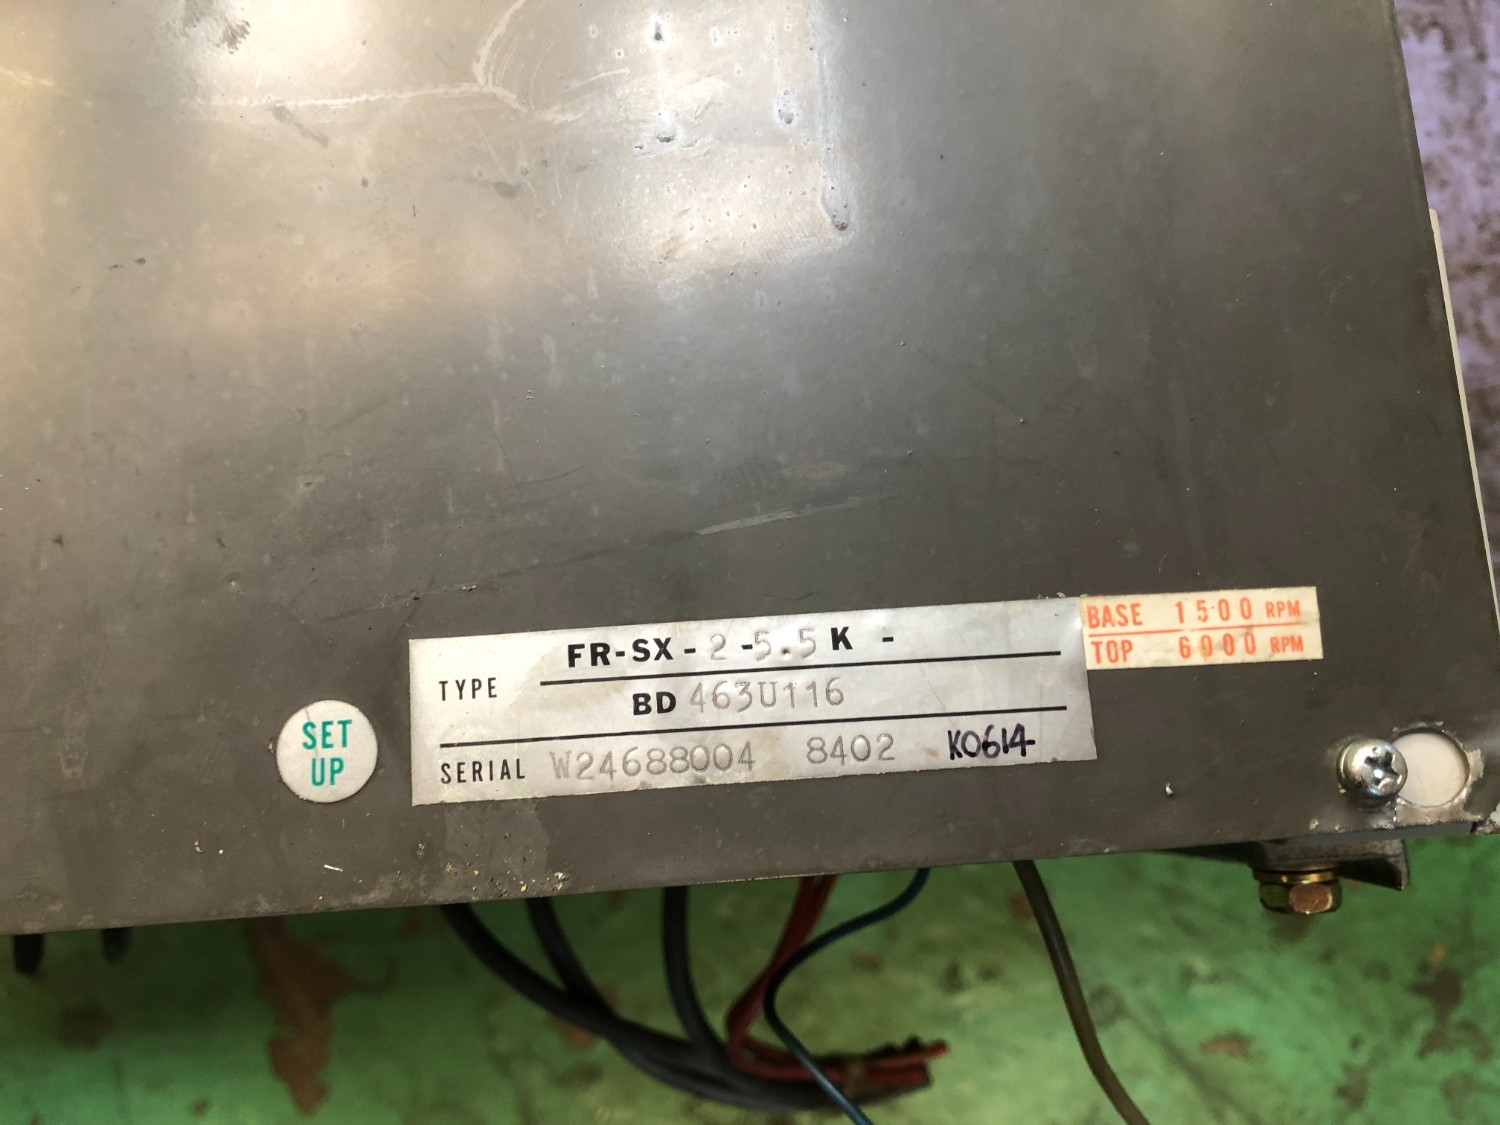 FR-SX-2-5.5K-
TYPE
BD 463U116
SERIAL W24688004 8402 K0614
BASE 1500 RPM
TOP 6000 RPM
SET
UP